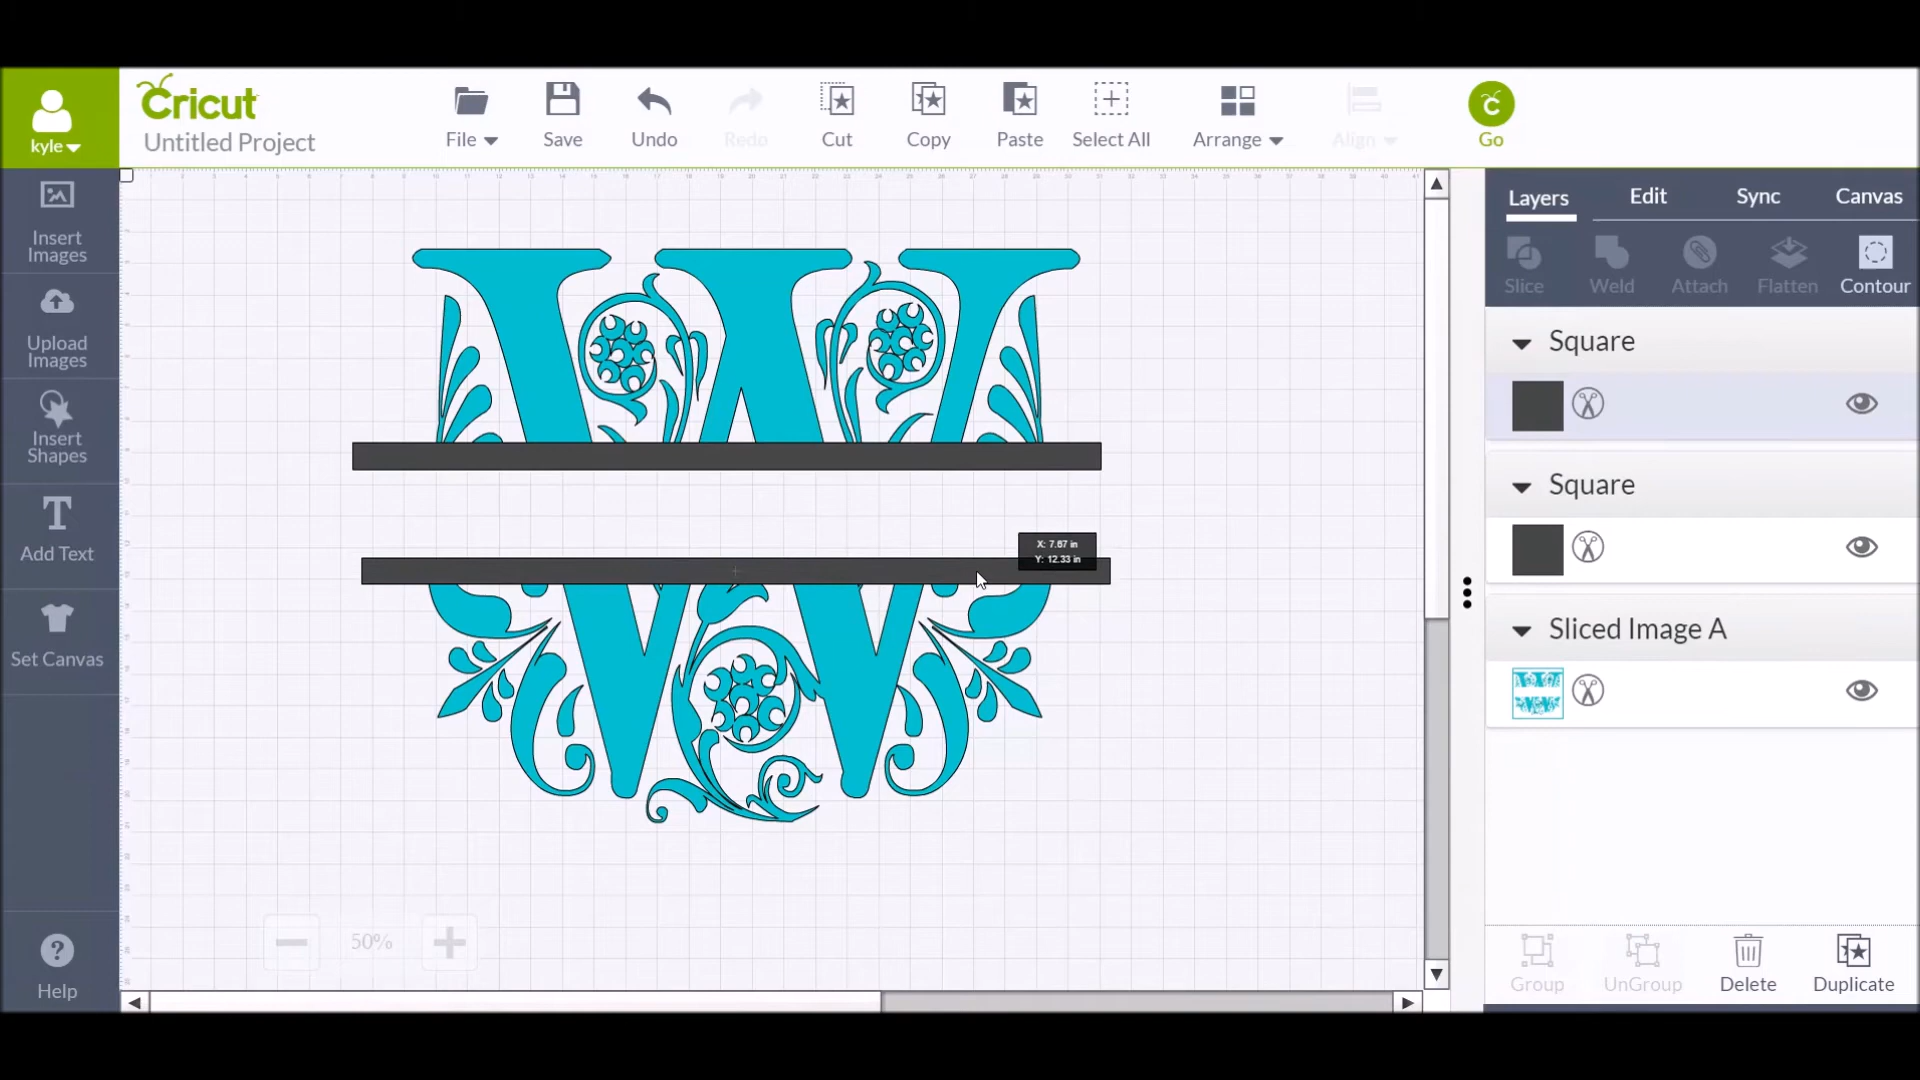 kyle
Cricut
Untitled Project
File
Save
Undo
Redo
Cut
Copy
Paste
Select All
Arrange
Align
Go
Insert
Images
Upload
Images
Insert
Shapes
Add Text
Set Canvas
Help
W
X: 7.67 in
Y: 12.33 in
50%
Layers
Edit
Sync
Canvas
Slice
Weld
Attach
Flatten
Contour
Square
Square
Sliced Image A
Group
UnGroup
Delete
Duplicate